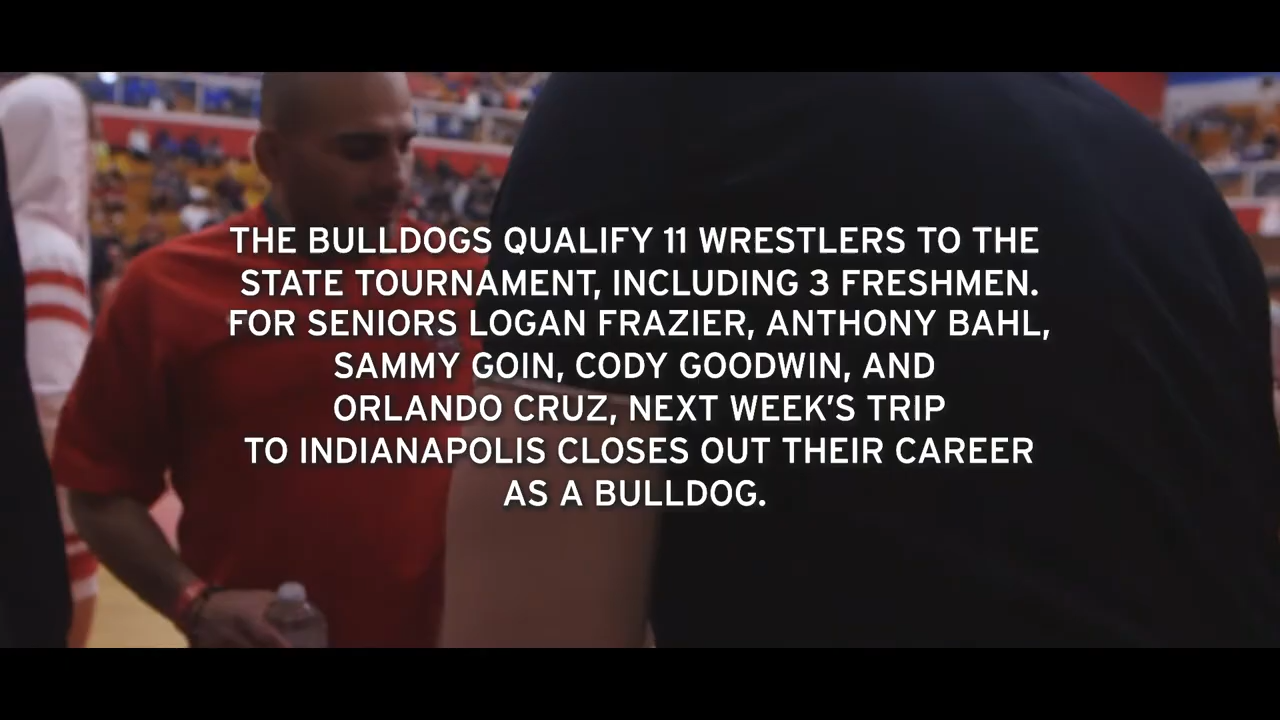 THE BULLDOGS QUALIFY 11 WRESTLERS TO THE
STATE TOURNAMENT, INCLUDING 3 FRESHMEN.
FOR SENIORS LOGAN FRAZIER, ANTHONY BAHL,
SAMMY GOIN, CODY GOODWIN, AND
ORLANDO CRUZ, NEXT WEEK'S TRIP
TO INDIANAPOLIS CLOSES OUT THEIR CAREER
AS A BULLDOG.